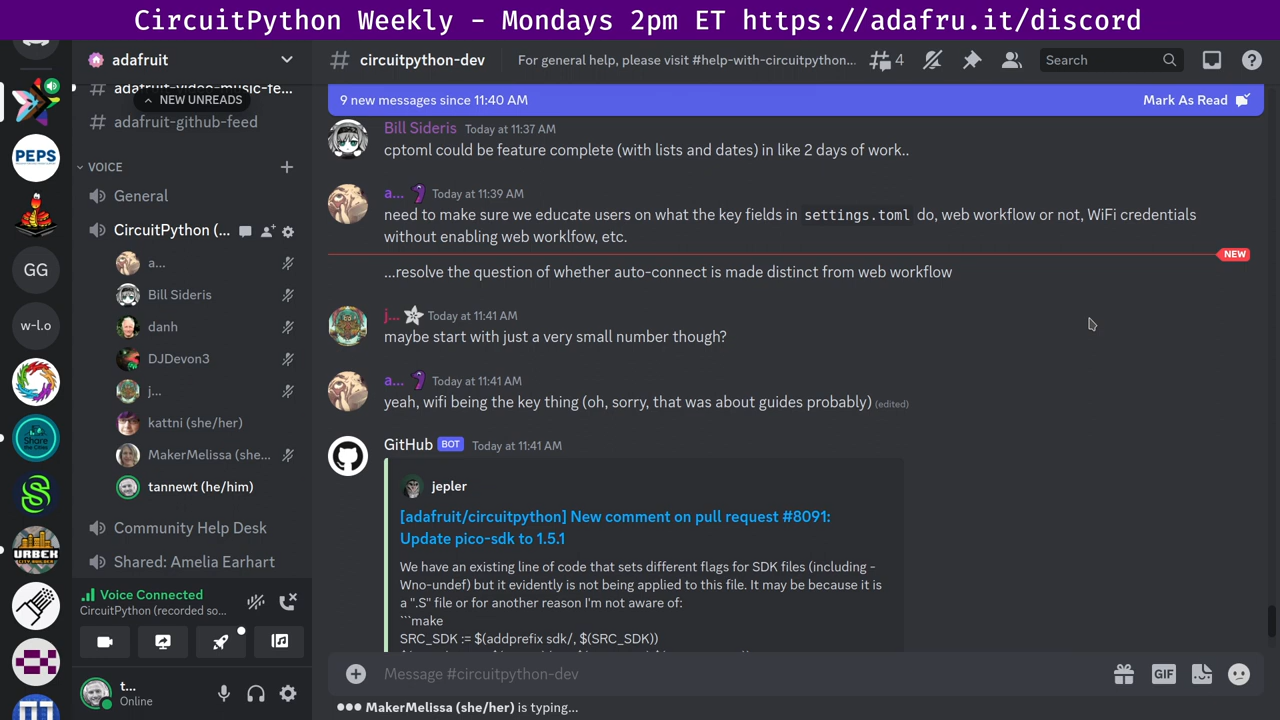 CircuitPython Weekly - Mondays 2pm ET https://adafru.it/discord
adafruit
adafruit-video-music-fe...
NEW UNREADS
adafruit-github-feed
VOICE
General
CircuitPython (...
a...
Bill Sideris
danh
DJDevon3
j...
kattni (she/her)
MakerMelissa (she...
tannewt (he/him)
Community Help Desk
Shared: Amelia Earhart
Voice Connected
CircuitPython (recorded so...
t...
Online
PEPS
GG
w-l.o
Share the Cities
S
URBEK
circuitpython-dev
For general help, please visit #help-with-circuitpython...
4
Search
9 new messages since 11:40 AM
Mark As Read
Bill Sideris Today at 11:37 AM
cptoml could be feature complete (with lists and dates) in like 2 days of work..
a... Today at 11:39 AM
need to make sure we educate users on what the key fields in settings.toml do, web workflow or not, WiFi credentials
without enabling web worklfow, etc.
NEW
...resolve the question of whether auto-connect is made distinct from web workflow
j... Today at 11:41 AM
maybe start with just a very small number though?
a... Today at 11:41 AM
yeah, wifi being the key thing (oh, sorry, that was about guides probably) (edited)
GitHub BOT Today at 11:41 AM
jepler
[adafruit/circuitpython] New comment on pull request #8091:
Update pico-sdk to 1.5.1
We have an existing line of code that sets different flags for SDK files (including -
Wno-undef) but it evidently is not being applied to this file. It may be because it is
a ".S" file or for another reason I'm not aware of:
```make
SRC_SDK := $(addprefix sdk/, $(SRC_SDK))
Message #circuitpython-dev
GIF
MakerMelissa (she/her) is typing...